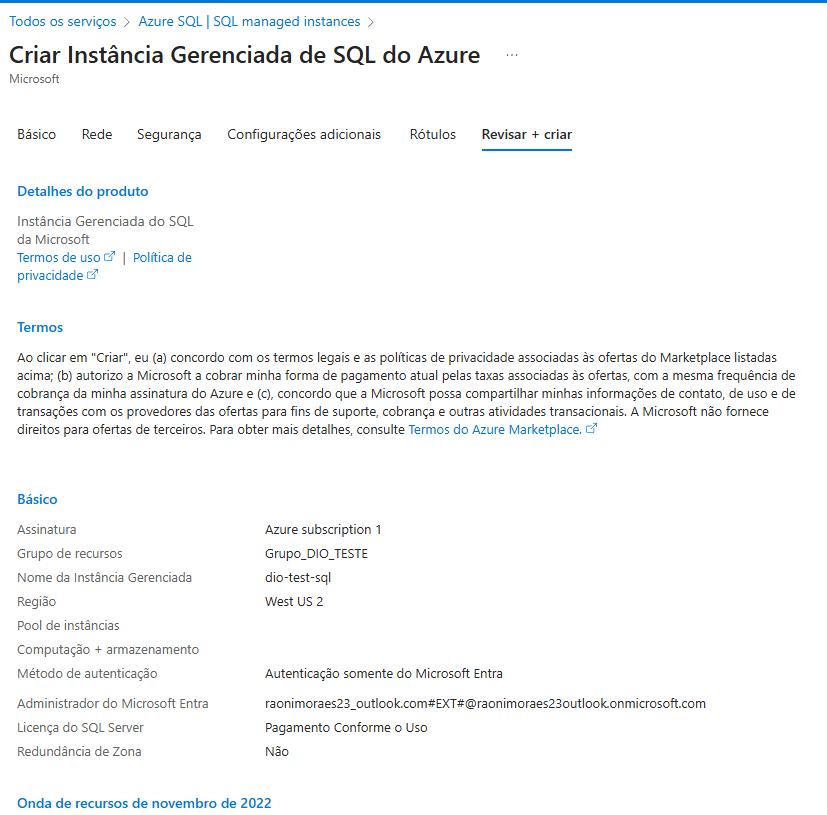 Todos os serviços > Azure SQL | SQL managed instances >
Criar Instância Gerenciada de SQL do Azure ...
Microsoft
Básico Rede Segurança Configurações adicionais Rótulos Revisar + criar
Detalhes do produto
Instância Gerenciada do SQL
da Microsoft
Termos de uso | Política de
privacidade
Termos
Ao clicar em "Criar", eu (a) concordo com os termos legais e as políticas de privacidade associadas às ofertas do Marketplace listadas
acima; (b) autorizo a Microsoft a cobrar minha forma de pagamento atual pelas taxas associadas às ofertas, com a mesma frequência de
cobrança da minha assinatura do Azure e (c), concordo que a Microsoft possa compartilhar minhas informações de contato, de uso e de
transações com os provedores das ofertas para fins de suporte, cobrança e outras atividades transacionais. A Microsoft não fornece
direitos para ofertas de terceiros. Para obter mais detalhes, consulte Termos do Azure Marketplace.
Básico
Assinatura Azure subscription 1
Grupo de recursos Grupo_DIO_TESTE
Nome da Instância Gerenciada dio-test-sql
Região West US 2
Pool de instâncias
Computação + armazenamento
Método de autenticação Autenticação somente do Microsoft Entra
Administrador do Microsoft Entra raonimoraes23_outlook.com#EXT#@raonimoraes23outlook.onmicrosoft.com
Licença do SQL Server Pagamento Conforme o Uso
Redundância de Zona Não
Onda de recursos de novembro de 2022